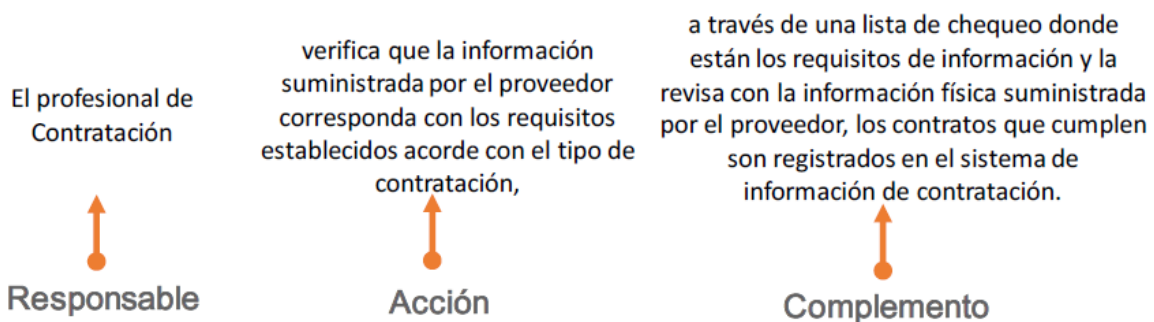 El profesional de
Contratación
verifica que la información
suministrada por el proveedor
corresponda con los requisitos
establecidos acorde con el tipo de
contratación,
a través de una lista de chequeo donde
están los requisitos de información y la
revisa con la información física suministrada
por el proveedor, los contratos que cumplen
son registrados en el sistema de
información de contratación.
Responsable
Acción
Complemento